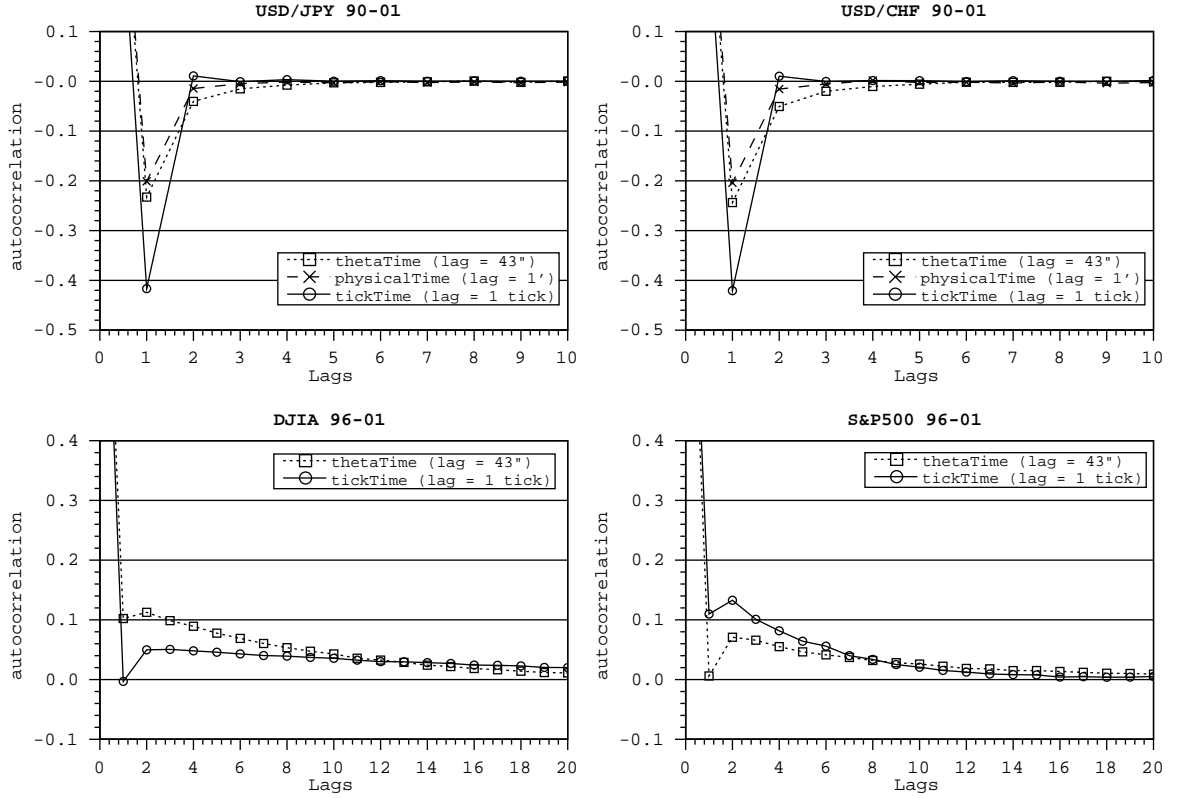 USD/JPY 90-01
0.1
-0.0
-0.1
-0.2
-0.3
-0.4
-0.5
autocorrelation
thetaTime (lag = 43")
physicalTime (lag = 1’)
tickTime (lag = 1 tick)
0 1 2 3 4 5 6 7 8 9 10
Lags
USD/CHF 90-01
0.1
-0.0
-0.1
-0.2
-0.3
-0.4
-0.5
autocorrelation
thetaTime (lag = 43")
physicalTime (lag = 1’)
tickTime (lag = 1 tick)
0 1 2 3 4 5 6 7 8 9 10
Lags
DJIA 96-01
0.4
0.3
0.2
0.1
0.0
-0.1
autocorrelation
thetaTime (lag = 43")
tickTime (lag = 1 tick)
0 2 4 6 8 10 12 14 16 18 20
Lags
S&P500 96-01
0.4
0.3
0.2
0.1
0.0
-0.1
autocorrelation
thetaTime (lag = 43")
tickTime (lag = 1 tick)
0 2 4 6 8 10 12 14 16 18 20
Lags